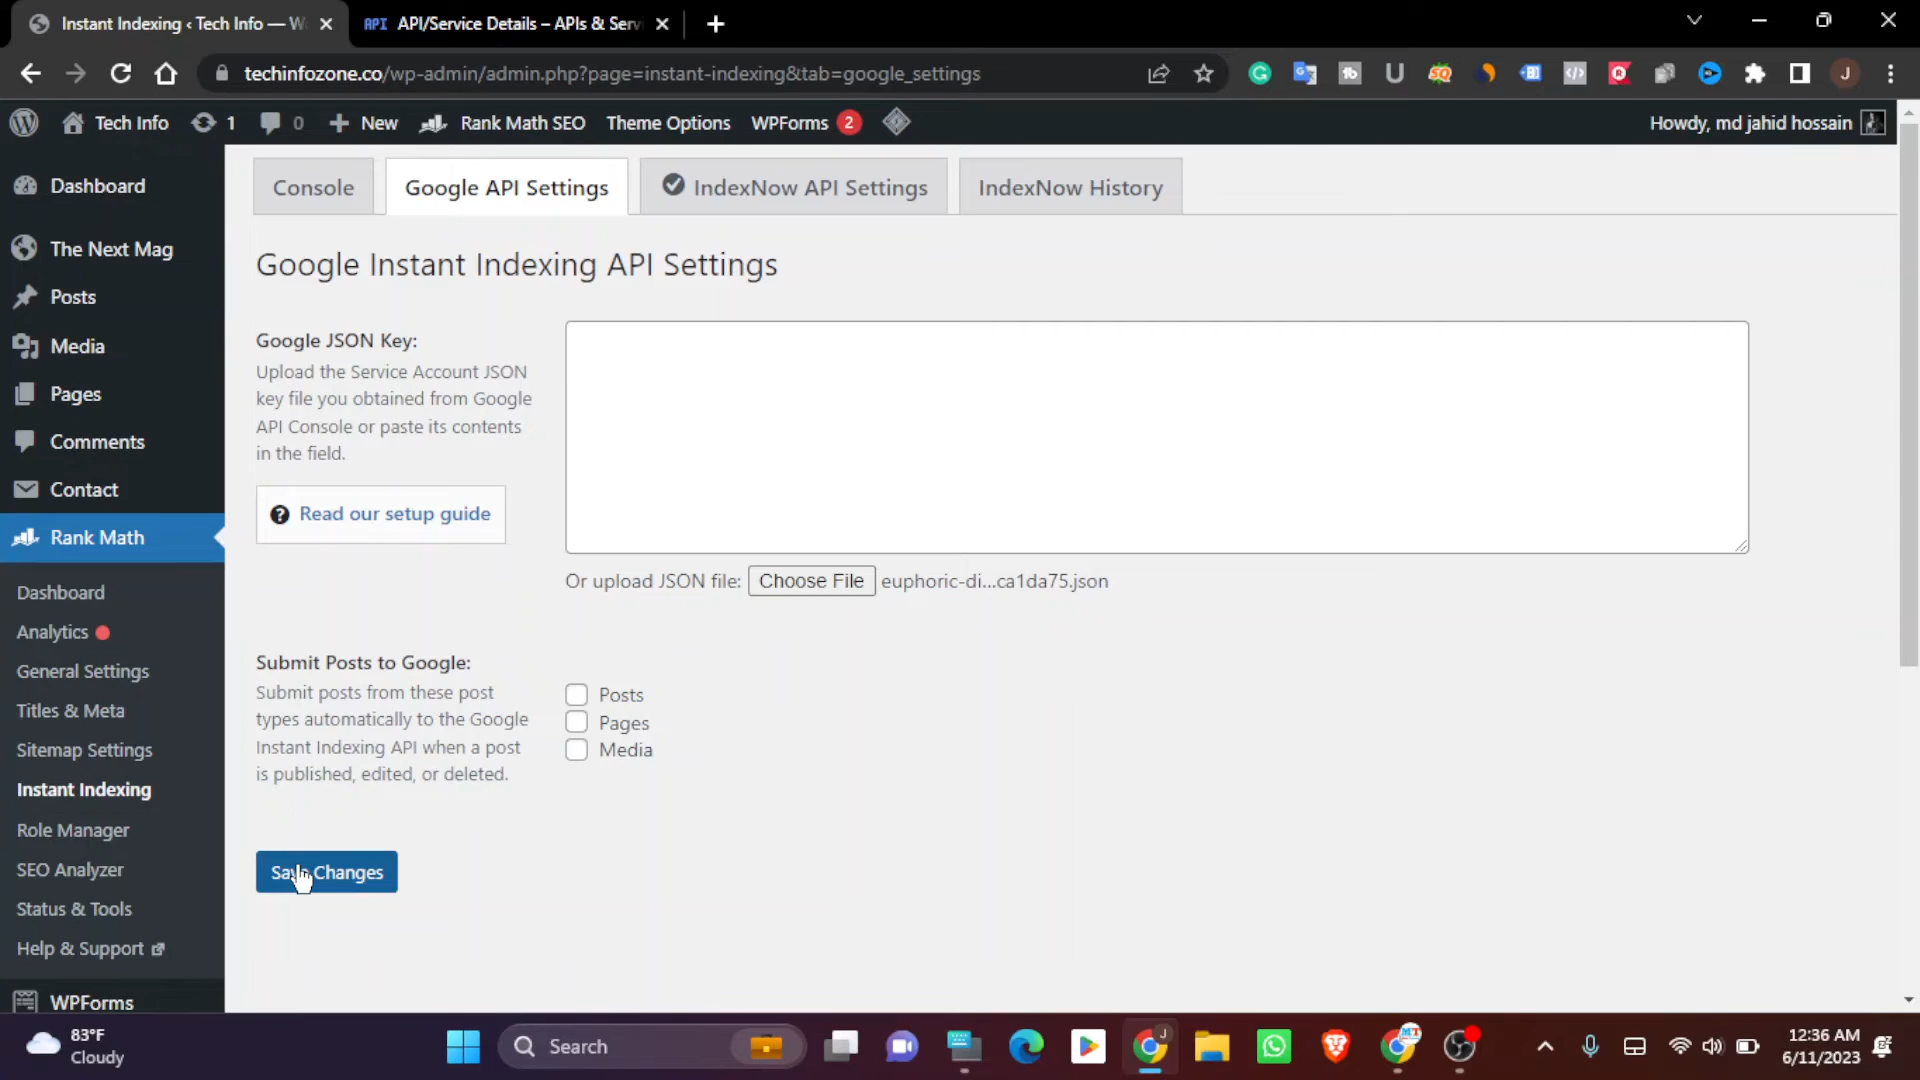 Instant Indexing ‹ Tech Info — W
API API/Service Details – APIs & Serv
techinfozone.co/wp-admin/admin.php?page=instant-indexing&tab=google_settings
J
Tech Info 1 0 New Rank Math SEO Theme Options WPForms 2
Howdy, md jahid hossain
Dashboard
The Next Mag
Posts
Media
Pages
Comments
Contact
Rank Math
Dashboard
Analytics
General Settings
Titles & Meta
Sitemap Settings
Instant Indexing
Role Manager
SEO Analyzer
Status & Tools
Help & Support
WPForms
Console Google API Settings IndexNow API Settings IndexNow History
Google Instant Indexing API Settings
Google JSON Key:
Upload the Service Account JSON
key file you obtained from Google
API Console or paste its contents
in the field.
Read our setup guide
Or upload JSON file: Choose File euphoric-di...ca1da75.json
Submit Posts to Google:
Submit posts from these post
types automatically to the Google
Instant Indexing API when a post
is published, edited, or deleted.
Posts
Pages
Media
Save Changes
83°F
Cloudy
Search
12:36 AM
6/11/2023